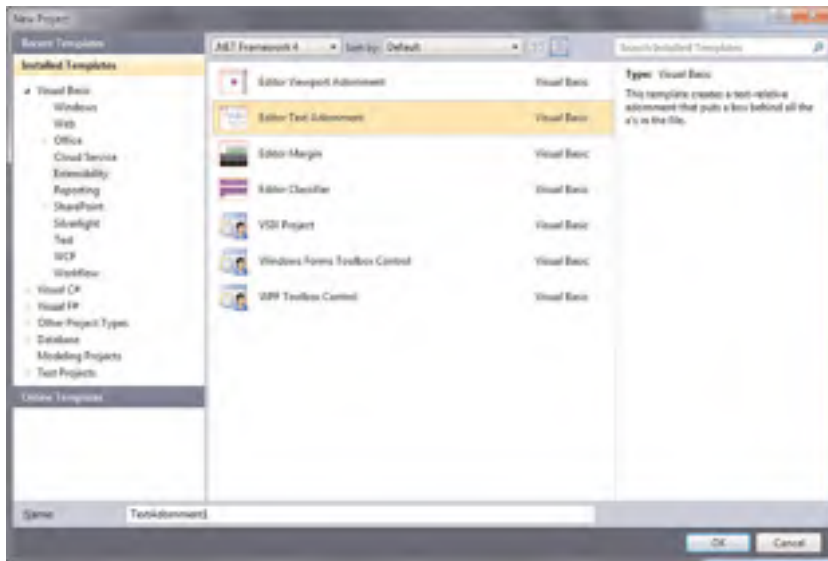 New Project
Recent Templates
.NET Framework 4
Sort by: Default
Search Installed Templates
Installed Templates
Visual Basic
Windows
Web
Office
Cloud Service
Extensibility
Reporting
SharePoint
Silverlight
Test
WCF
Workflow
Visual C#
Visual F#
Other Project Types
Database
Modeling Projects
Test Projects
Online Templates
Editor Viewport Adornment Visual Basic
Editor Text Adornment Visual Basic
Editor Margin Visual Basic
Editor Classifier Visual Basic
VSIX Project Visual Basic
Windows Forms Toolbox Control Visual Basic
WPF Toolbox Control Visual Basic
Type: Visual Basic
This template creates a text-relative
adornment that puts a box behind all the
a's in the file.
Name: TextAdornment1
OK
Cancel